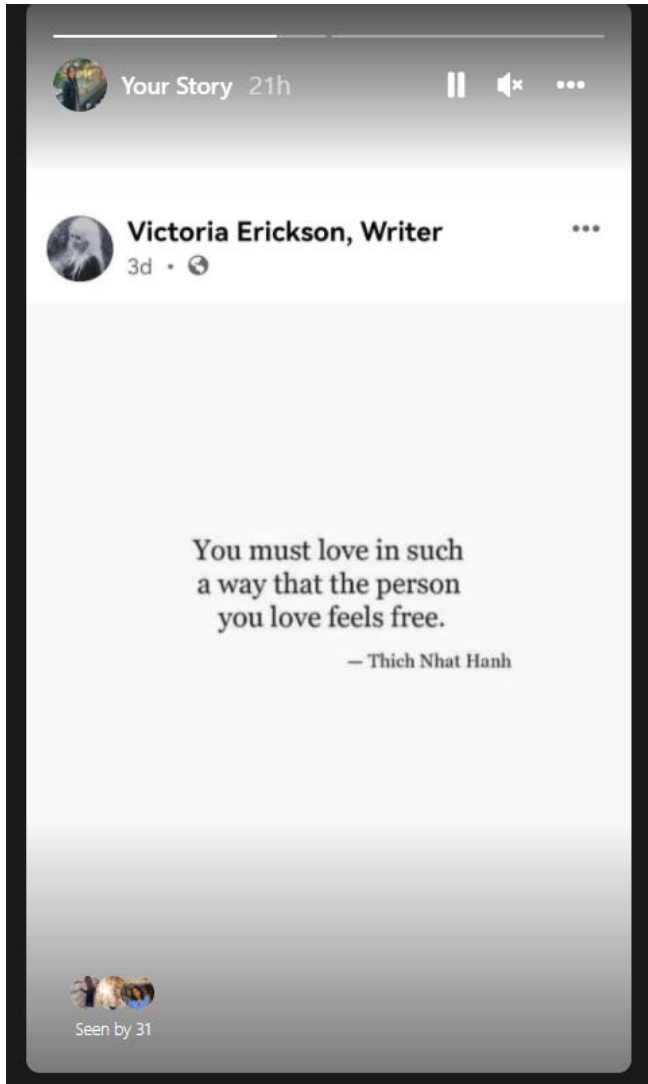 Your Story 21h
Victoria Erickson, Writer
3d •
You must love in such
a way that the person
you love feels free.
— Thich Nhat Hanh
Seen by 31